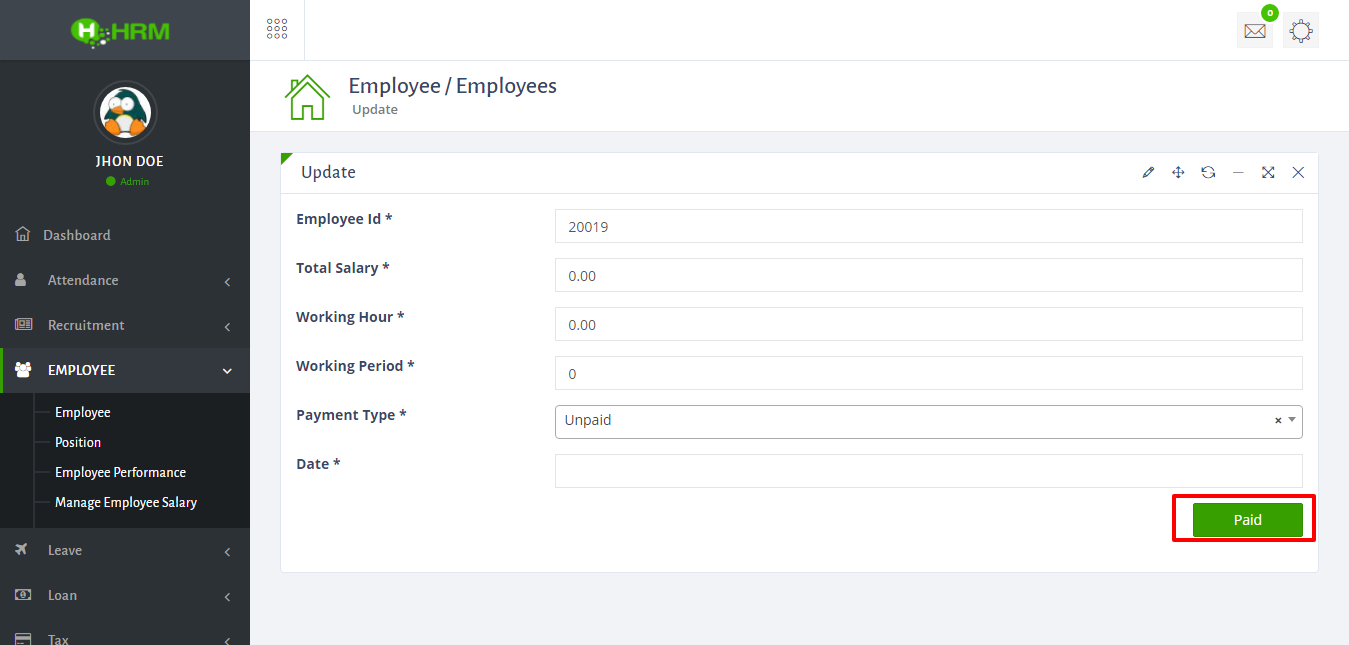 H HRM
0
JHON DOE
Admin
Dashboard
Attendance
Recruitment
EMPLOYEE
Employee
Position
Employee Performance
Manage Employee Salary
Leave
Loan
Tax
Employee / Employees
Update
Update
Employee Id * 20019
Total Salary * 0.00
Working Hour * 0.00
Working Period * 0
Payment Type * Unpaid ×
Date *
Paid